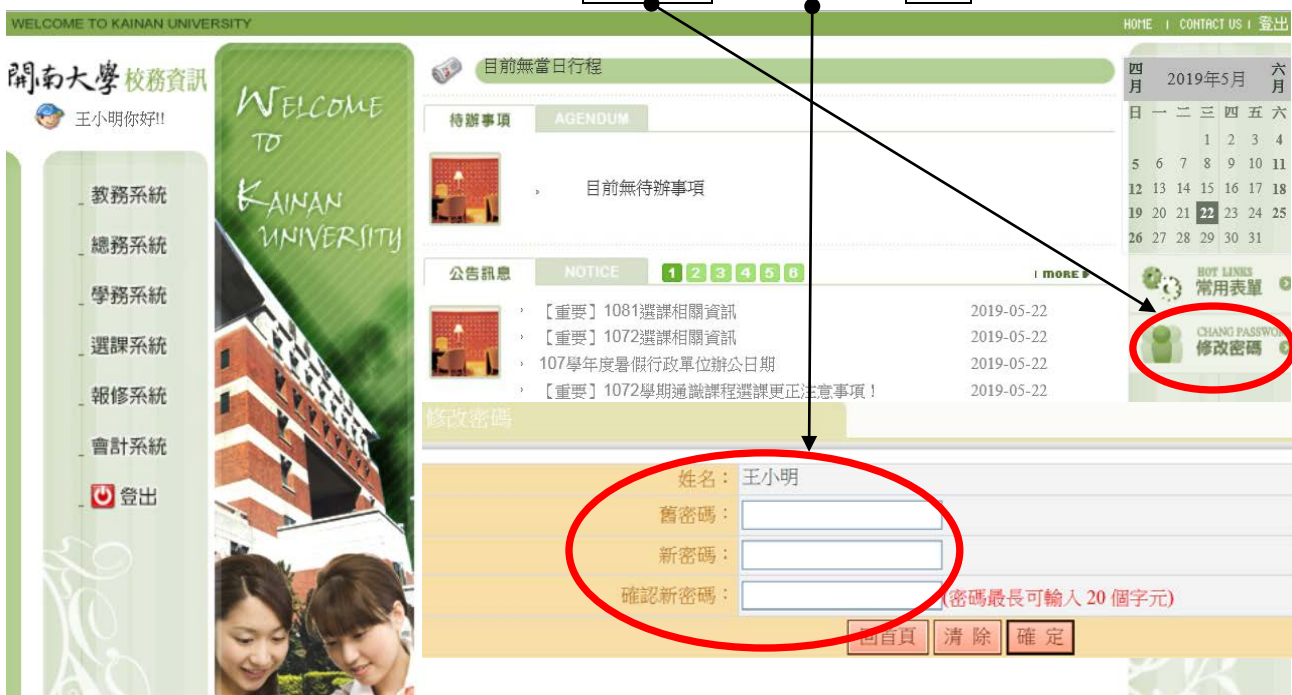 WELCOME TO KAINAN UNIVERSITY
HOME | CONTACT US | 登出
開南大學 校務資訊
王小明你好!!
教務系統
總務系統
學務系統
選課系統
報修系統
會計系統
登出
WELCOME
TO
KAINAN
UNIVERSITY
目前無當日行程
待辦事項 AGENDUM
目前無待辦事項
公告訊息 NOTICE 1 2 3 4 5 6 | MORE
【重要】1081選課相關資訊 2019-05-22
【重要】1072選課相關資訊 2019-05-22
107學年度暑假行政單位辦公日期 2019-05-22
【重要】1072學期通識課程選課更正注意事項! 2019-05-22
四月 2019年5月 六月
日 一 二 三 四 五 六
1 2 3 4
5 6 7 8 9 10 11
12 13 14 15 16 17 18
19 20 21 22 23 24 25
26 27 28 29 30 31
HOT LINKS
常用表單
CHANG PASSWOR
修改密碼
修改密碼
姓名: 王小明
舊密碼:
新密碼:
確認新密碼: (密碼最長可輸入 20 個字元)
回首頁 清 除 確 定